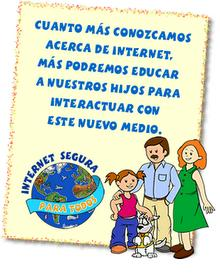 CUANTO MÁS CONOZCAMOS
ACERCA DE INTERNET,
MÁS PODREMOS EDUCAR
A NUESTROS HIJOS PARA
INTERACTUAR CON
ESTE NUEVO MEDIO.
INTERNET SEGURA
PARA TODOS